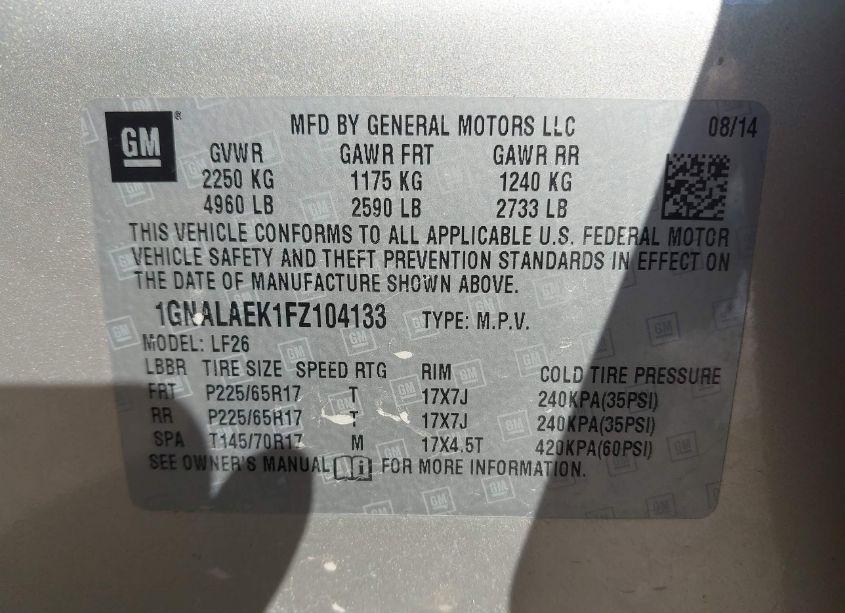 GM ® MFD BY GENERAL MOTORS LLC 08/14
GVWR GAWR FRT GAWR RR
2250 KG 1175 KG 1240 KG
4960 LB 2590 LB 2733 LB
THIS VEHICLE CONFORMS TO ALL APPLICABLE U.S. FEDERAL MOTOR
VEHICLE SAFETY AND THEFT PREVENTION STANDARDS IN EFFECT ON
THE DATE OF MANUFACTURE SHOWN ABOVE.
1GNALAEK1FZ104133 TYPE: M.P.V.
MODEL: LF26
LBBR TIRE SIZE SPEED RTG RIM COLD TIRE PRESSURE
FRT P225/65R17 T 17X7J 240KPA(35PSI)
RR P225/65R17 T 17X7J 240KPA(35PSI)
SPA T145/70R17 M 17X4.5T 420KPA(60PSI)
SEE OWNER'S MANUAL FOR MORE INFORMATION.